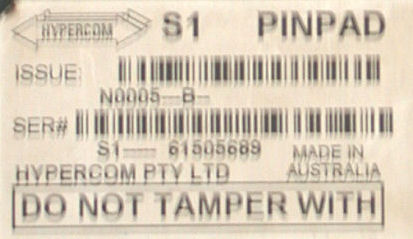 HYPERCOM S1 PINPAD
ISSUE:
N0005--B-
SER#
S1---- 61505689
HYPERCOM PTY LTD MADE IN AUSTRALIA
DO NOT TAMPER WITH